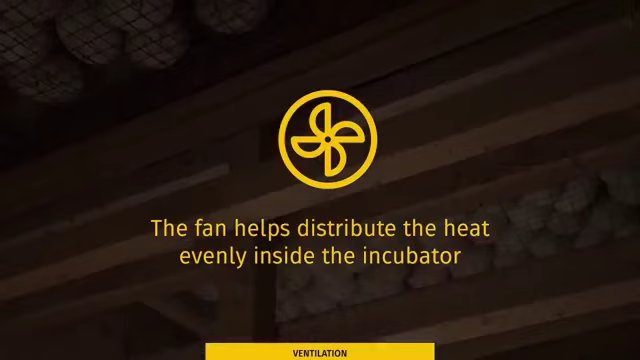 The fan helps distribute the heat
evenly inside the incubator
VENTILATION